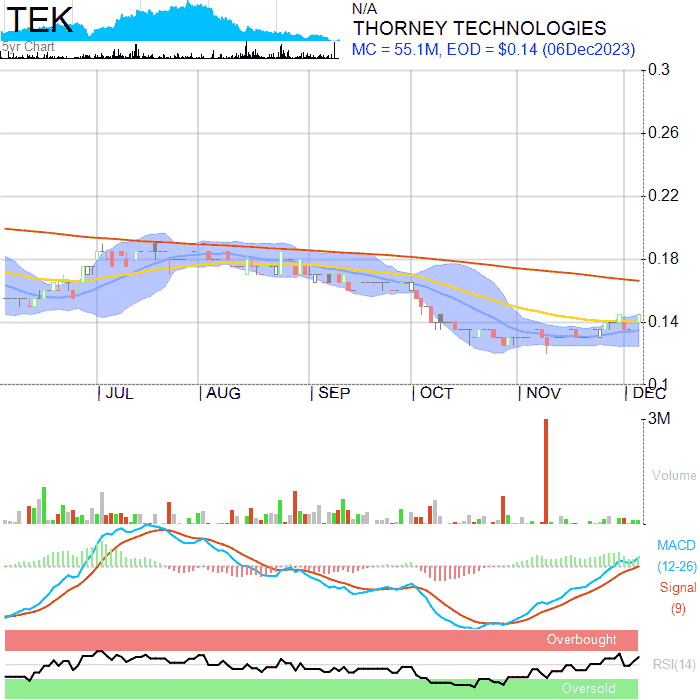 TEK
5yr Chart
N/A
THORNEY TECHNOLOGIES
MC = 55.1M, EOD = $0.14 (06Dec2023)
0.3
0.26
0.22
0.18
0.14
0.1
JUL AUG SEP OCT NOV DEC
3M
Volume
MACD
(12-26)
Signal
(9)
Overbought
RSI(14)
Oversold